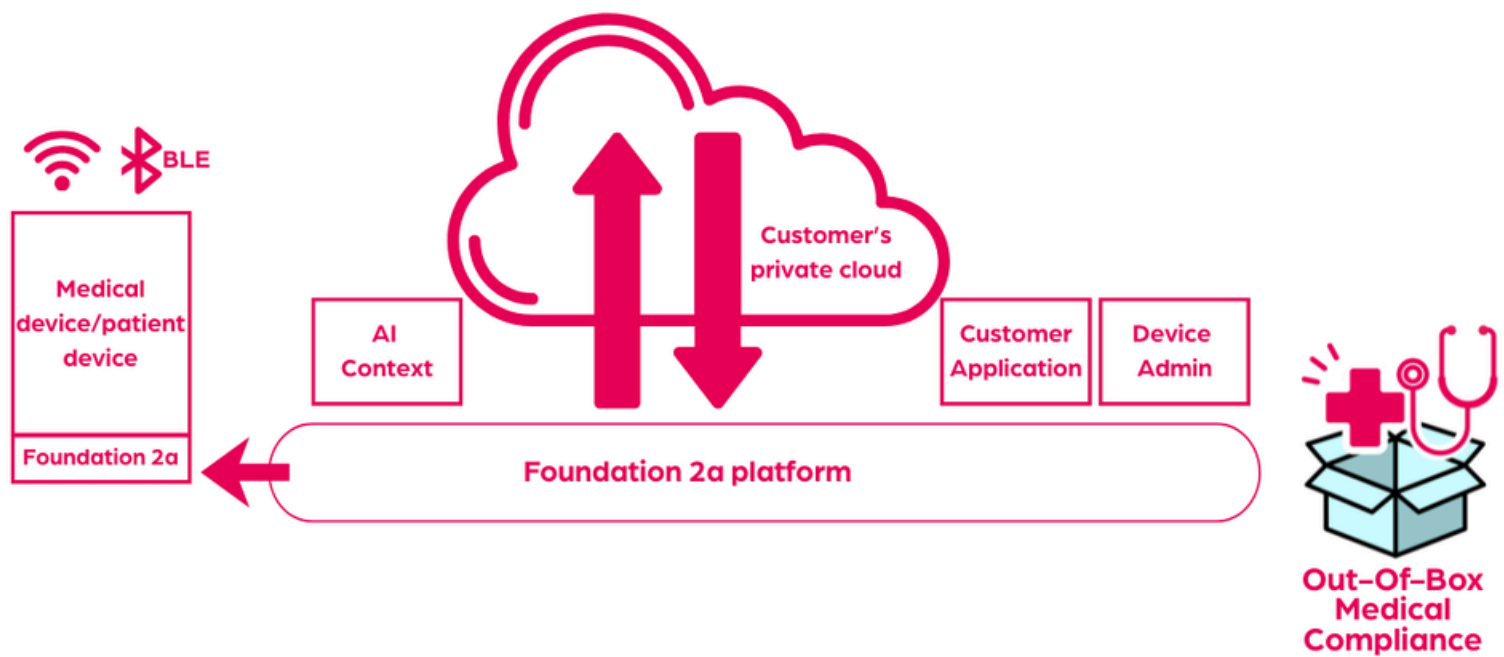 BLE
Medical
device/patient
device
Foundation 2a
AI
Context
Customer's
private cloud
Customer
Application
Device
Admin
Foundation 2a platform
Out-Of-Box
Medical
Compliance